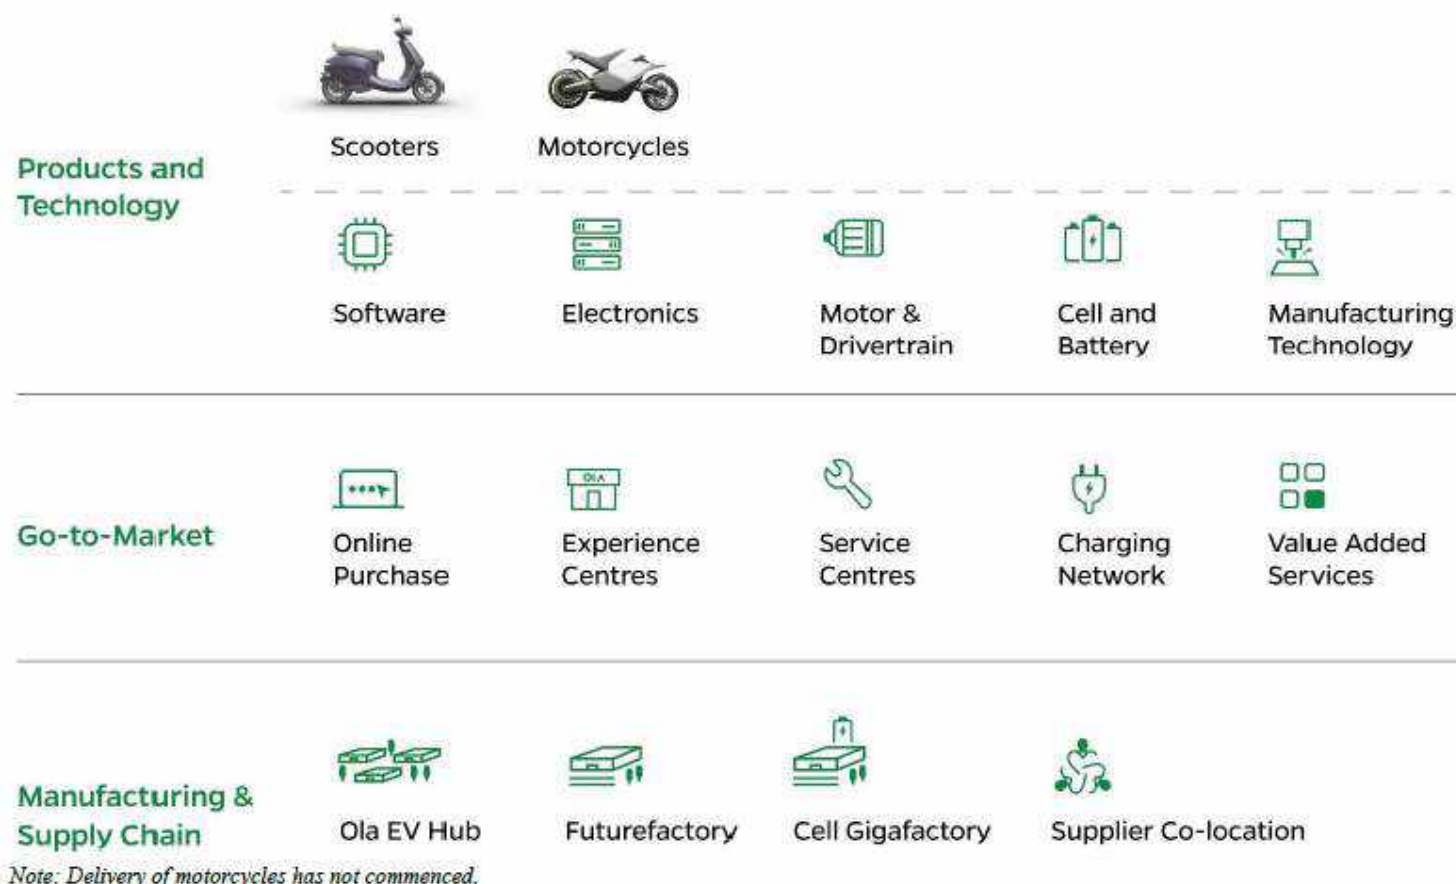 Scooters
Motorcycles
Products and
Technology
Software
Electronics
Motor &
Drivertrain
Cell and
Battery
Manufacturing
Technology
Go-to-Market
OLA
Online
Purchase
Experience
Centres
Service
Centres
Charging
Network
Value Added
Services
Manufacturing &
Supply Chain
Ola EV Hub
Futurefactory
Cell Gigafactory
Supplier Co-location
Note: Delivery of motorcycles has not commenced.